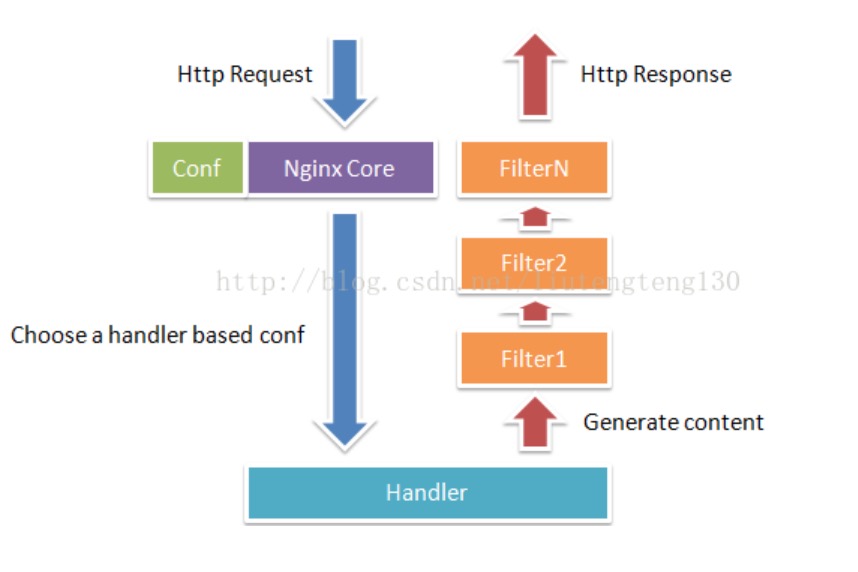 Http Request
Http Response
Conf
Nginx Core
FilterN
Filter2
http://blog.csdn.net/liutengteng130
Choose a handler based conf
Filter1
Generate content
Handler